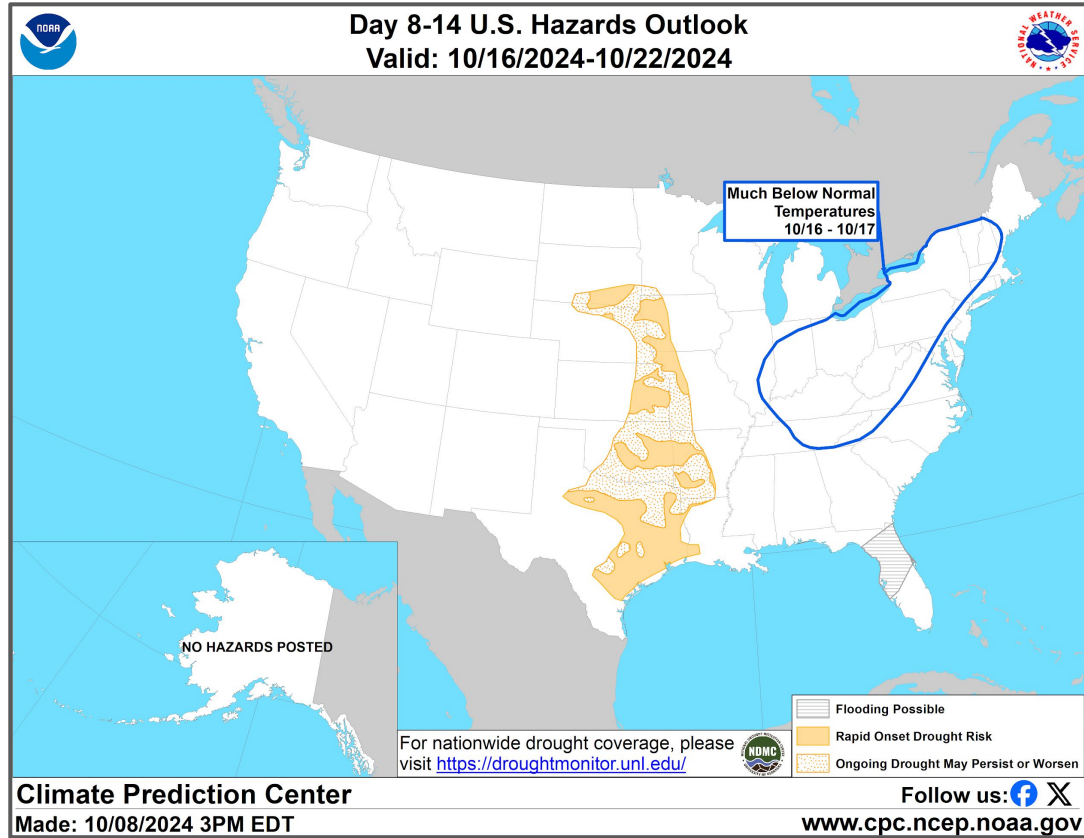 NOAA
Day 8-14 U.S. Hazards Outlook
Valid: 10/16/2024-10/22/2024
NATIONAL WEATHER SERVICE
Much Below Normal
Temperatures
10/16 - 10/17
NO HAZARDS POSTED
For nationwide drought coverage, please
visit https://droughtmonitor.unl.edu/
NDMC
Flooding Possible
Rapid Onset Drought Risk
Ongoing Drought May Persist or Worsen
Climate Prediction Center
Follow us:
Made: 10/08/2024 3PM EDT
www.cpc.ncep.noaa.gov